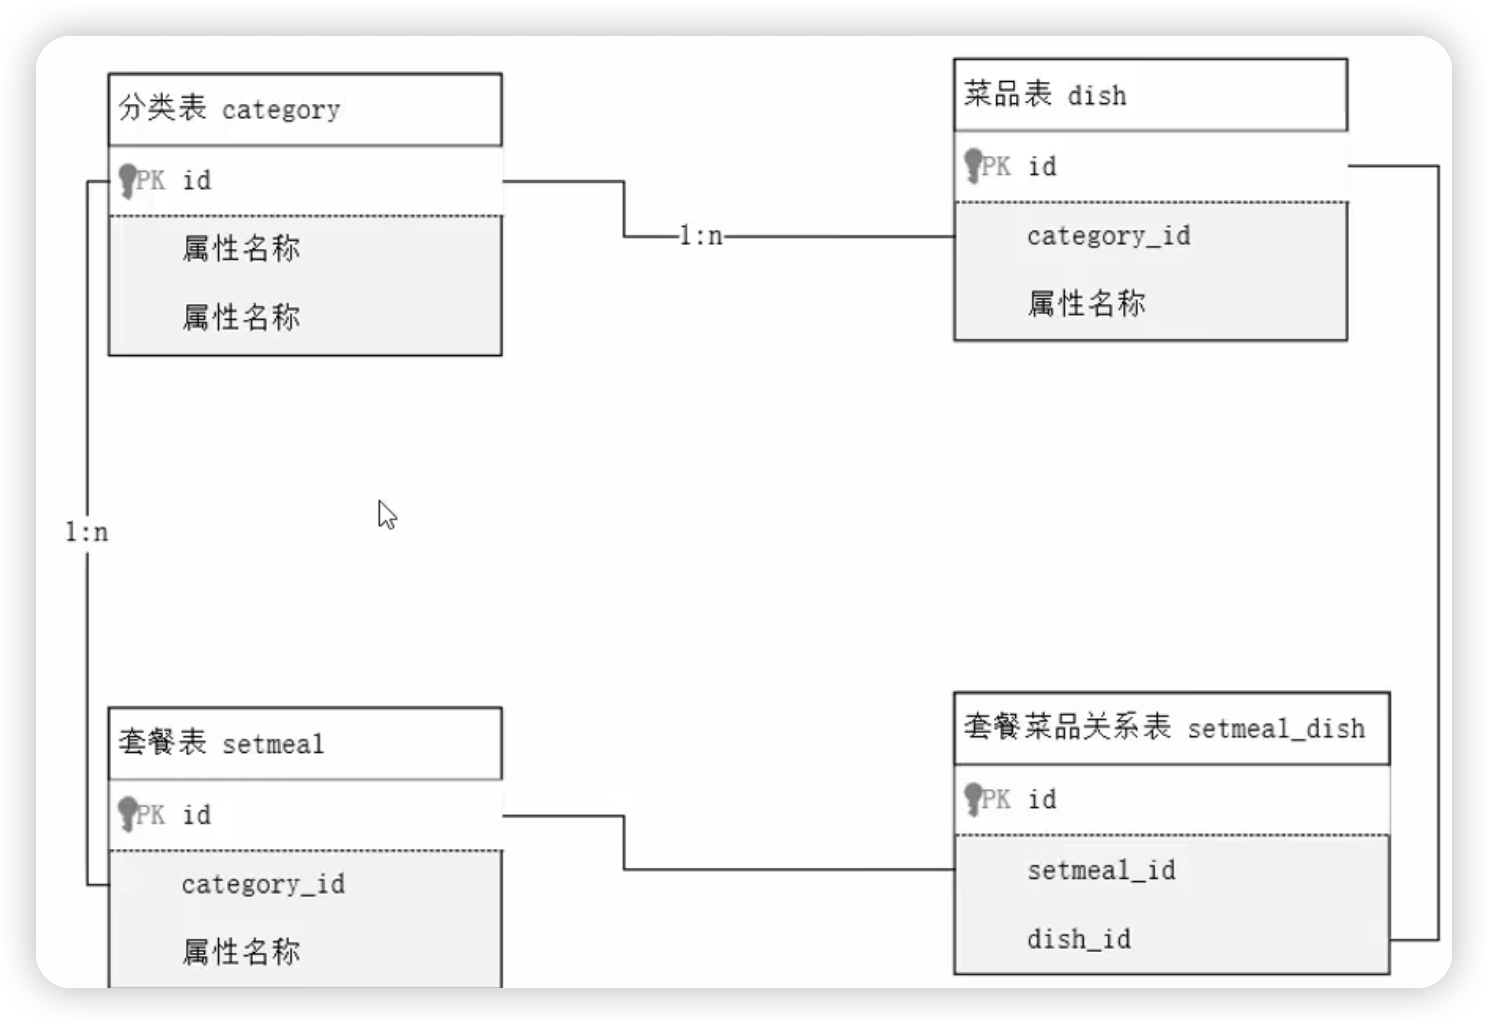 分类表 category
PK id
属性名称
属性名称
1:n
菜品表 dish
PK id
category_id
属性名称
1:n
套餐表 setmeal
PK id
category_id
属性名称
套餐菜品关系表 setmeal_dish
PK id
setmeal_id
dish_id